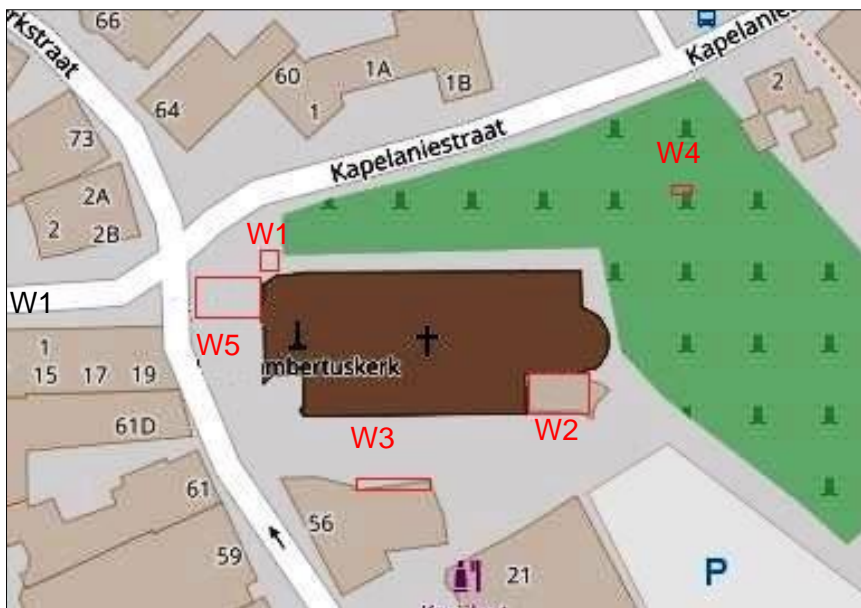 rkstraat
66
64
60
1A
1
1B
Kapelanie
Kapelaniestraat
2
73
2A
2
2B
W4
W1
W1
W5
mbertuskerk
1
15 17 19
61D
W3
W2
61
56
59
21
P